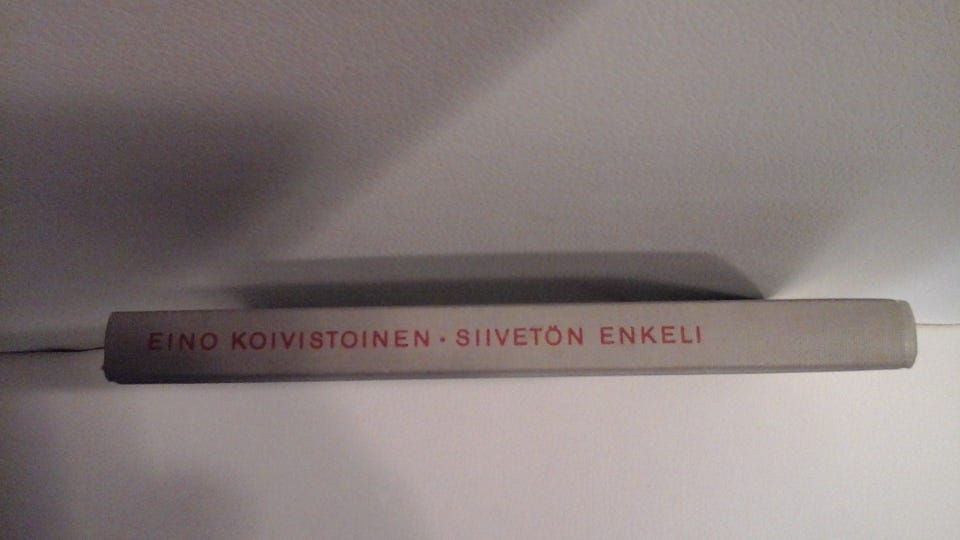 EINO KOIVISTOINEN · SIIVETÖN ENKELI